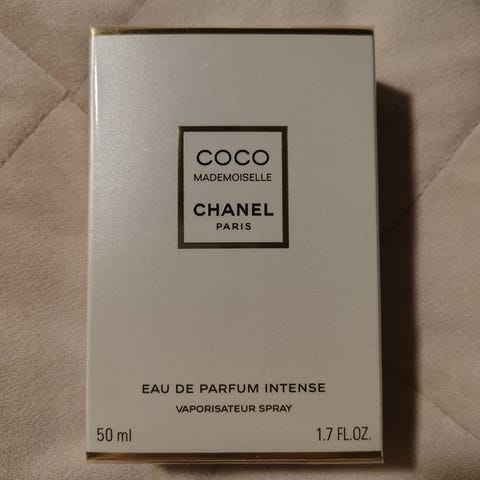 COCO
MADEMOISELLE
CHANEL
PARIS
EAU DE PARFUM INTENSE
VAPORISATEUR SPRAY
50 ml 1.7 FL.OZ.